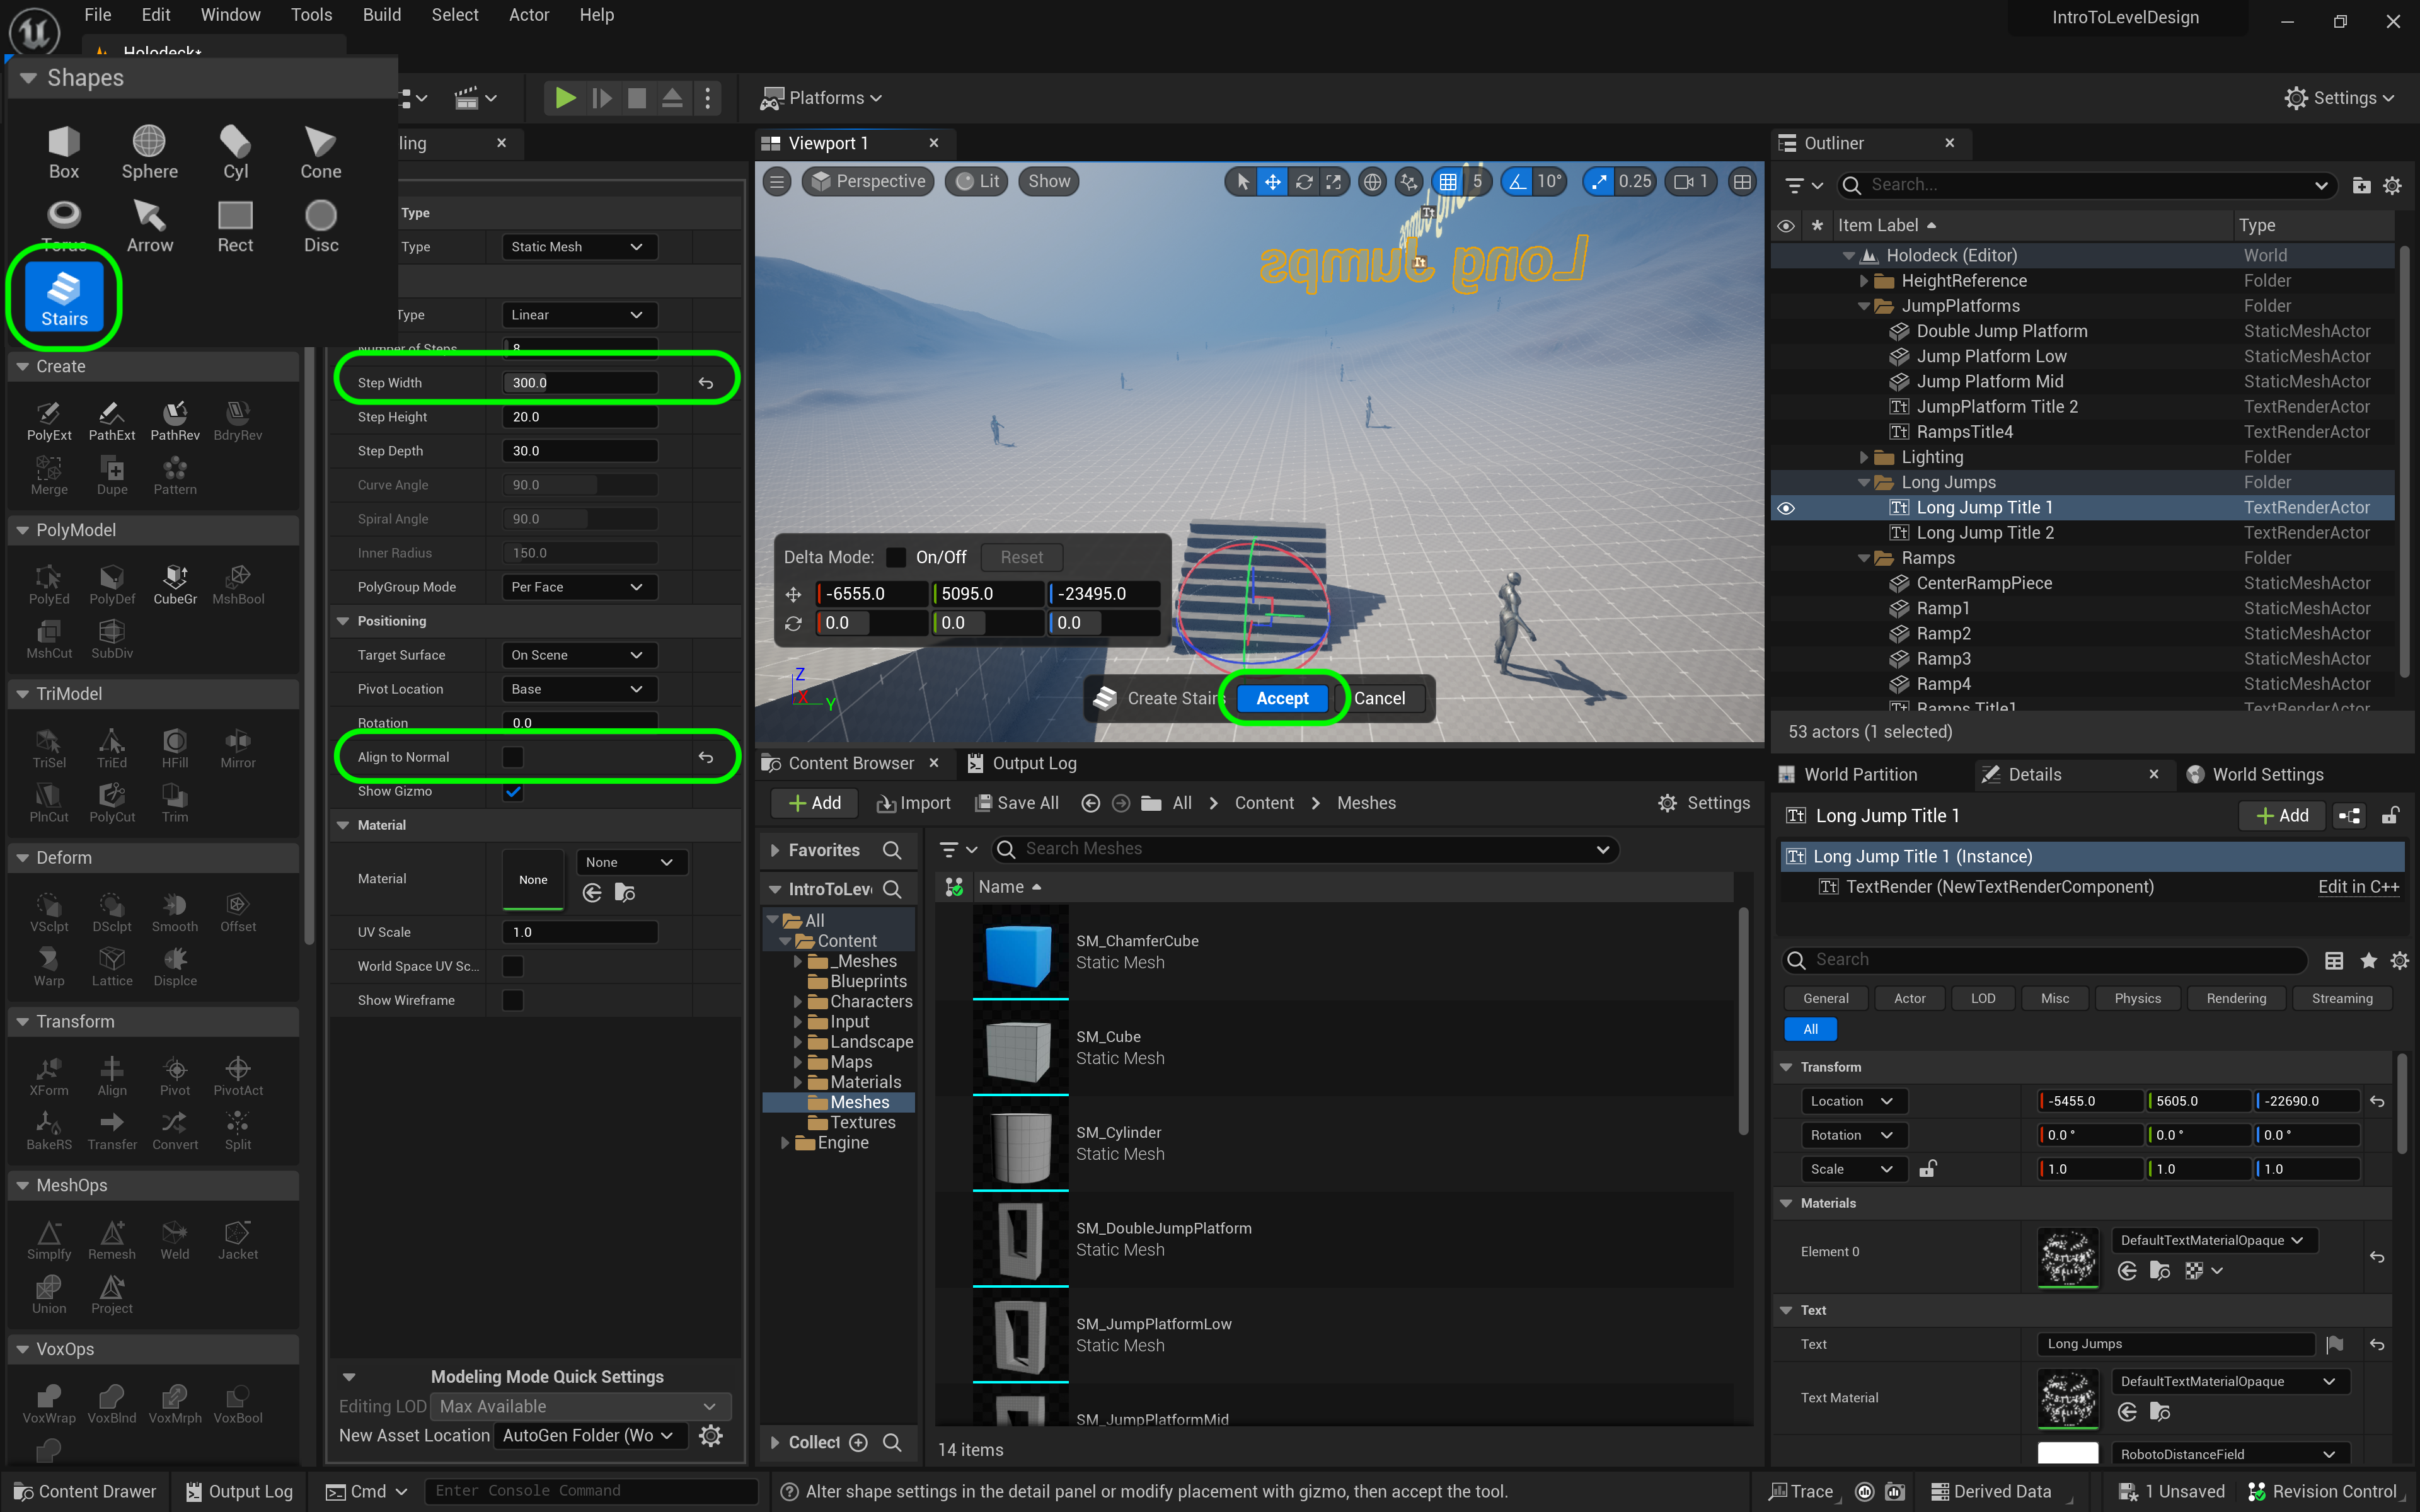 File Edit Window Tools Build Select Actor Help
IntroToLevelDesign
Holodeck*
Shapes
Box Sphere Cyl Cone
Torus Arrow Rect Disc
Stairs
Platforms
Settings
ling
Type
Type Static Mesh
Type Linear
Number of Steps 8
Step Width 300.0
Step Height 20.0
Step Depth 30.0
Curve Angle 90.0
Spiral Angle 90.0
Inner Radius 150.0
PolyGroup Mode Per Face
Positioning
Target Surface On Scene
Pivot Location Base
Rotation 0.0
Align to Normal
Show Gizmo
Material
Material None None
UV Scale 1.0
World Space UV Sc...
Show Wireframe
Modeling Mode Quick Settings
Editing LOD Max Available
New Asset Location AutoGen Folder (Wo
Create
PolyExt PathExt PathRev BdryRev
Merge Dupe Pattern
PolyModel
PolyEd PolyDef CubeGr MshBool
MshCut SubDiv
TriModel
TriSel TriEd HFill Mirror
PlnCut PolyCut Trim
Deform
VSclpt DSclpt Smooth Offset
Warp Lattice Displce
Transform
XForm Align Pivot PivotAct
BakeRS Transfer Convert Split
MeshOps
Simplfy Remesh Weld Jacket
Union Project
VoxOps
VoxWrap VoxBlnd VoxMrph VoxBool
Viewport 1
Perspective Lit Show 5 10° 0.25 1
Long Jumps
Delta Mode: On/Off Reset
-6555.0 5095.0 -23495.0
0.0 0.0 0.0
Z
X
Y
Create Stairs Accept Cancel
Content Browser Output Log
Add Import Save All All Content Meshes Settings
Favorites
IntroToLev
All
Content
_Meshes
Blueprints
Characters
Input
Landscape
Maps
Materials
Meshes
Textures
Engine
Collect
Search Meshes
Name
SM_ChamferCube
Static Mesh
SM_Cube
Static Mesh
SM_Cylinder
Static Mesh
SM_DoubleJumpPlatform
Static Mesh
SM_JumpPlatformLow
Static Mesh
SM_JumpPlatformMid
14 items
Outliner
Search...
Item Label Type
Holodeck (Editor) World
HeightReference Folder
JumpPlatforms Folder
Double Jump Platform StaticMeshActor
Jump Platform Low StaticMeshActor
Jump Platform Mid StaticMeshActor
JumpPlatform Title 2 TextRenderActor
RampsTitle4 TextRenderActor
Lighting Folder
Long Jumps Folder
Long Jump Title 1 TextRenderActor
Long Jump Title 2 TextRenderActor
Ramps Folder
CenterRampPiece StaticMeshActor
Ramp1 StaticMeshActor
Ramp2 StaticMeshActor
Ramp3 StaticMeshActor
Ramp4 StaticMeshActor
Ramps Title1 TextRenderActor
53 actors (1 selected)
World Partition Details World Settings
Long Jump Title 1 Add
Long Jump Title 1 (Instance)
TextRender (NewTextRenderComponent) Edit in C++
Search
General Actor LOD Misc Physics Rendering Streaming
All
Transform
Location -5455.0 5605.0 -22690.0
Rotation 0.0 ° 0.0 ° 0.0 °
Scale 1.0 1.0 1.0
Materials
Element 0 DefaultTextMaterialOpaque
Text
Text Long Jumps
Text Material DefaultTextMaterialOpaque
RobotoDistanceField
Content Drawer Output Log Cmd Enter Console Command Alter shape settings in the detail panel or modify placement with gizmo, then accept the tool. Trace Derived Data 1 Unsaved Revision Control